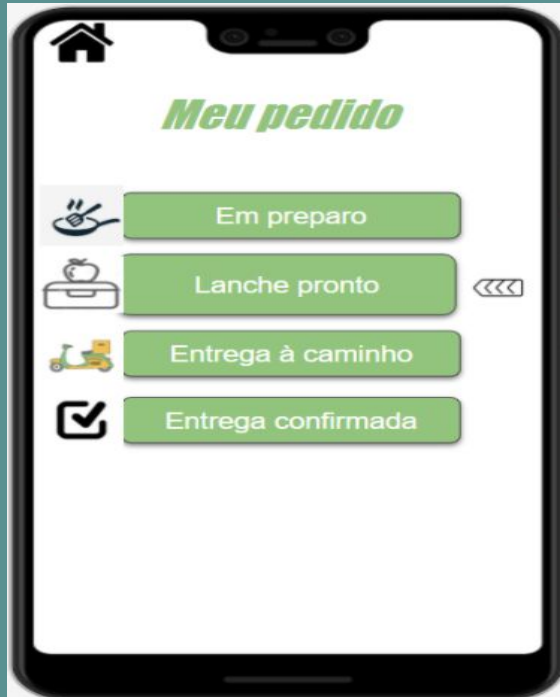 Meu pedido
Em preparo
Lanche pronto
Entrega à caminho
Entrega confirmada